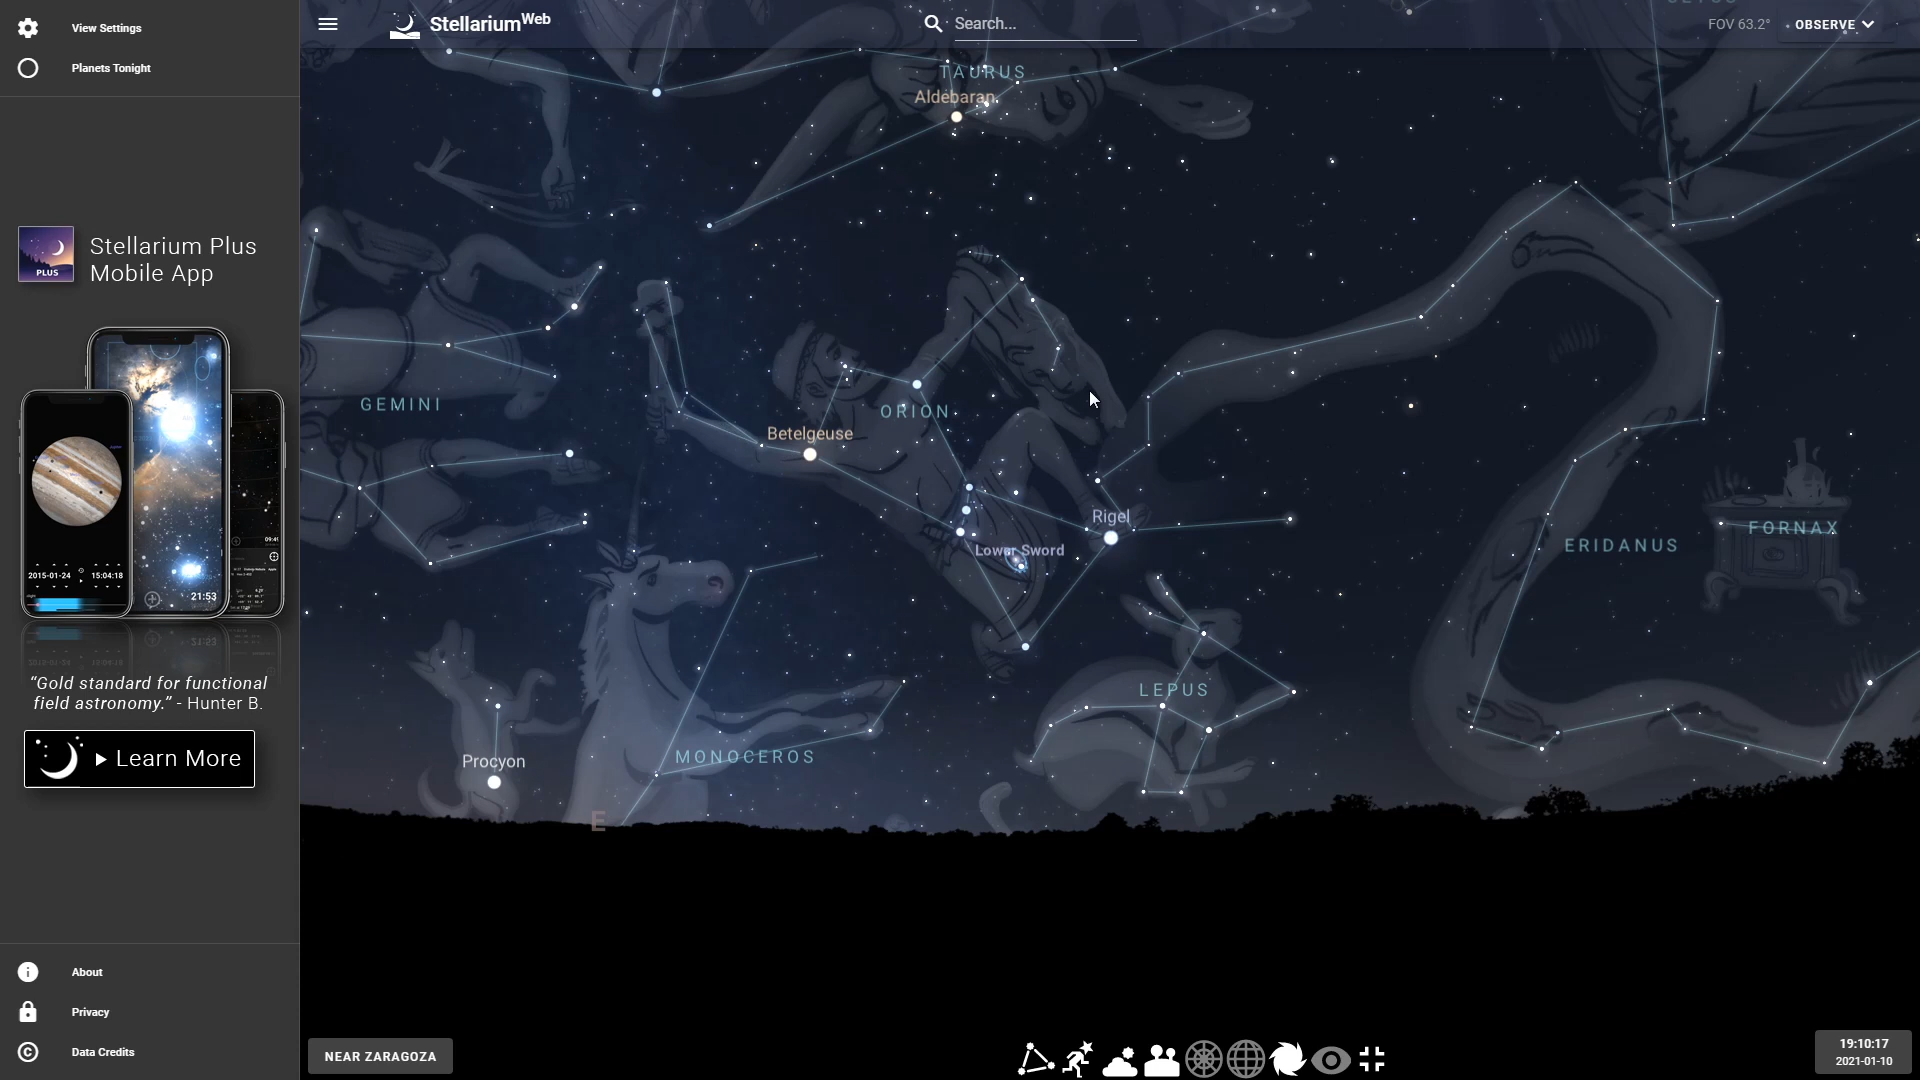 View Settings
Planets Tonight
StellariumWeb
Search...
FOV 63.2°
OBSERVE
TAURUS
Aldebaran
PLUS
Stellarium Plus
Mobile App
GEMINI
ORION
Betelgeuse
Rigel
Lower Sword
ERIDANUS
FORNAX
LEPUS
MONOCEROS
Procyon
E
2015-01-24
15:04:18
21:53
“Gold standard for functional
field astronomy.” - Hunter B.
Learn More
About
Privacy
Data Credits
NEAR ZARAGOZA
19:10:17
2021-01-10